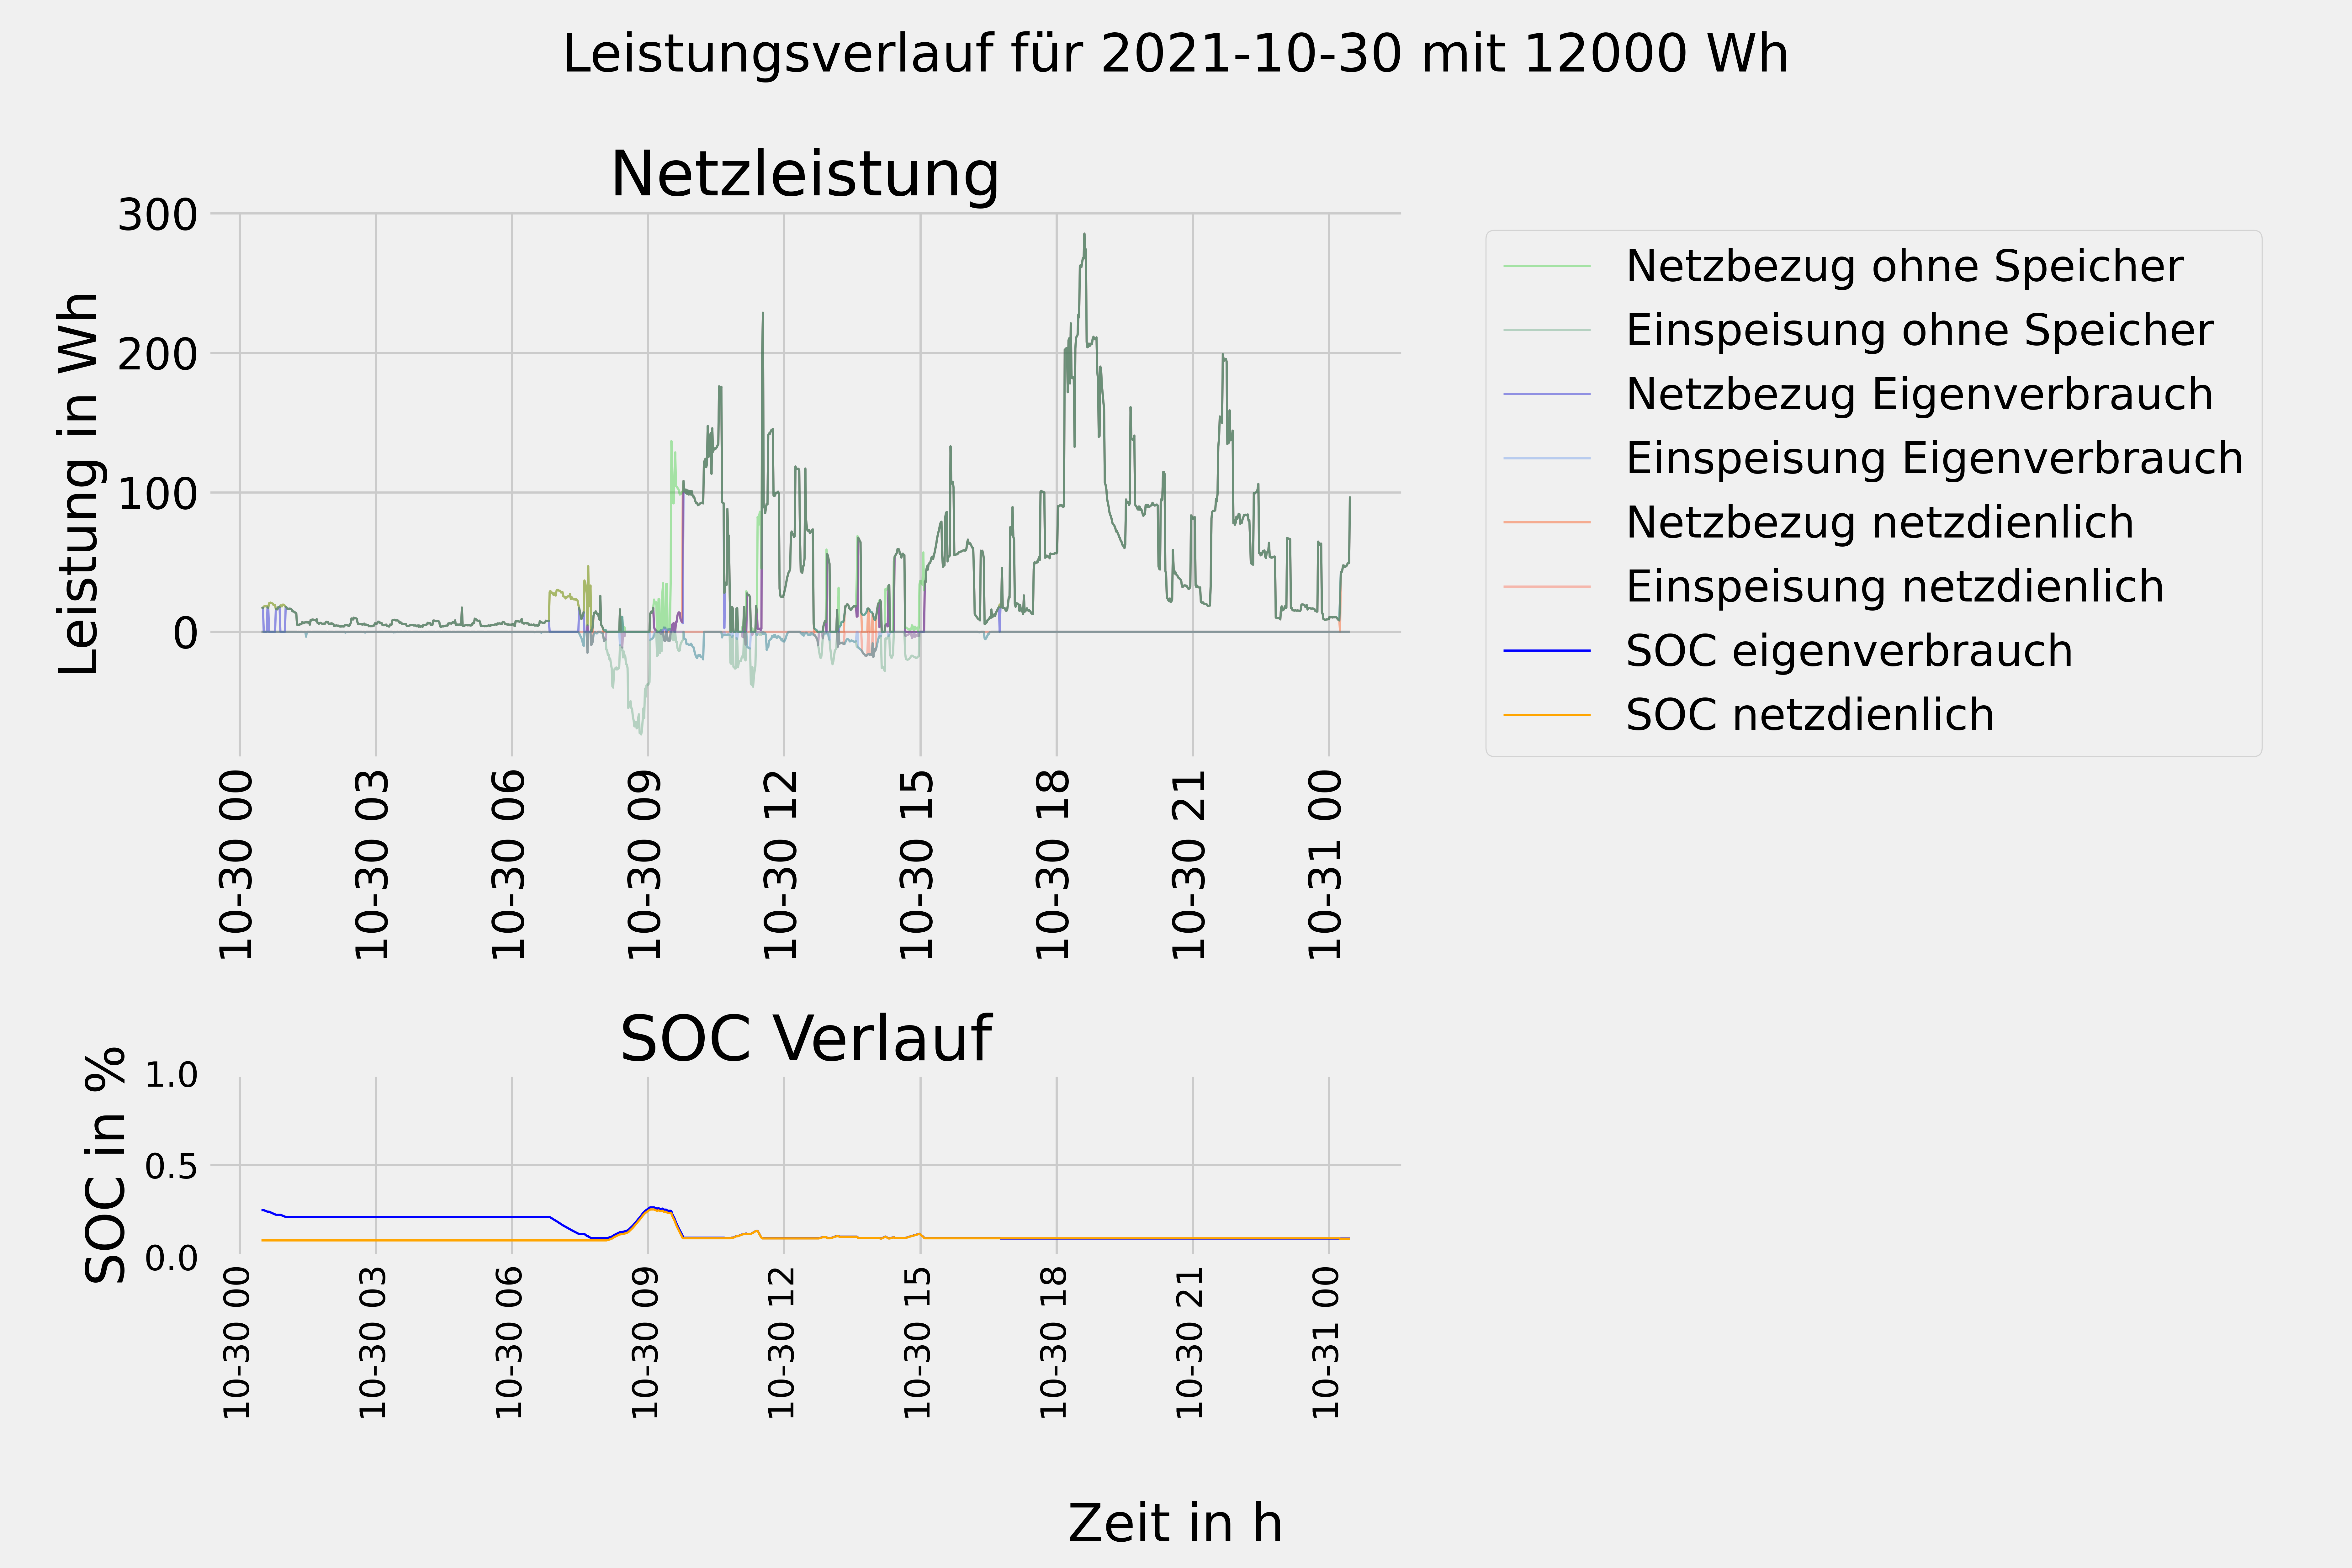 Leistungsverlauf für 2021-10-30 mit 12000 Wh
Netzleistung
Leistung in Wh
300
200
100
0
10-30 00
10-30 03
10-30 06
10-30 09
10-30 12
10-30 15
10-30 18
10-30 21
10-31 00
Netzbezug ohne Speicher
Einspeisung ohne Speicher
Netzbezug Eigenverbrauch
Einspeisung Eigenverbrauch
Netzbezug netzdienlich
Einspeisung netzdienlich
SOC eigenverbrauch
SOC netzdienlich
SOC Verlauf
SOC in %
1.0
0.5
0.0
10-30 00
10-30 03
10-30 06
10-30 09
10-30 12
10-30 15
10-30 18
10-30 21
10-31 00
Zeit in h